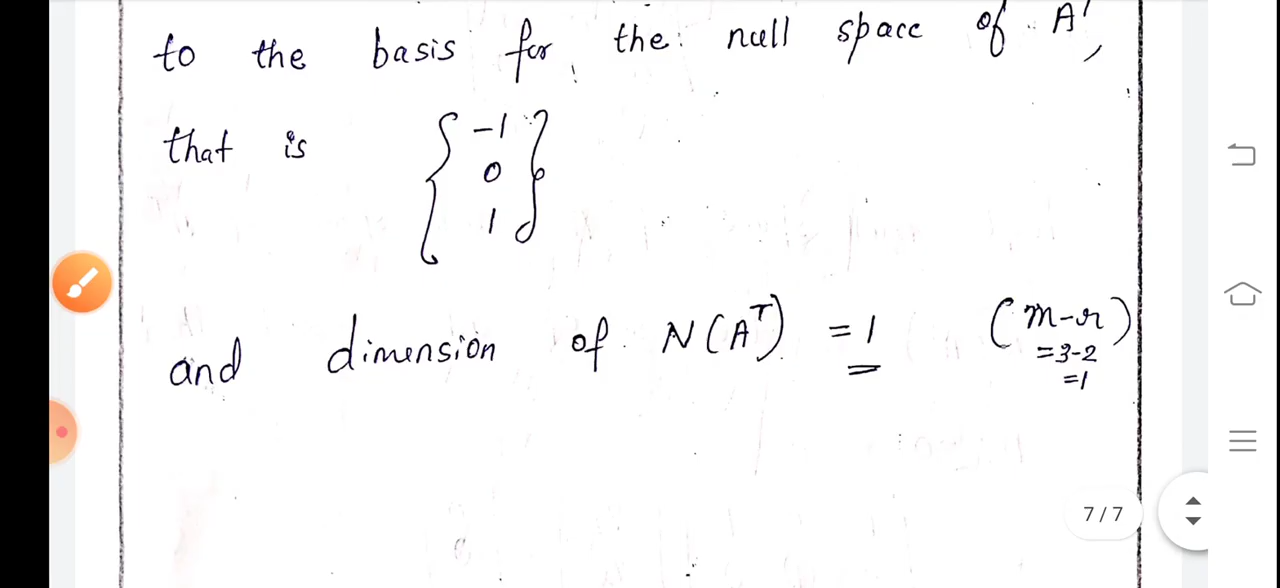 to the basis for the null space of A',
that is { -1
0
1 }
and dimension of N(A^T) = 1 (m-r)
=3-2
=1
7/7